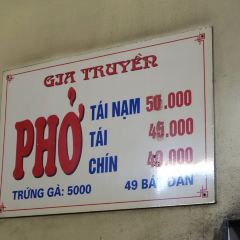 GIA TRUYỀN
PHỞ
TÁI NẠM 50.000
TÁI 45.000
CHÍN 40.000
TRỨNG GÀ: 5000
49 BÁT ĐÀN